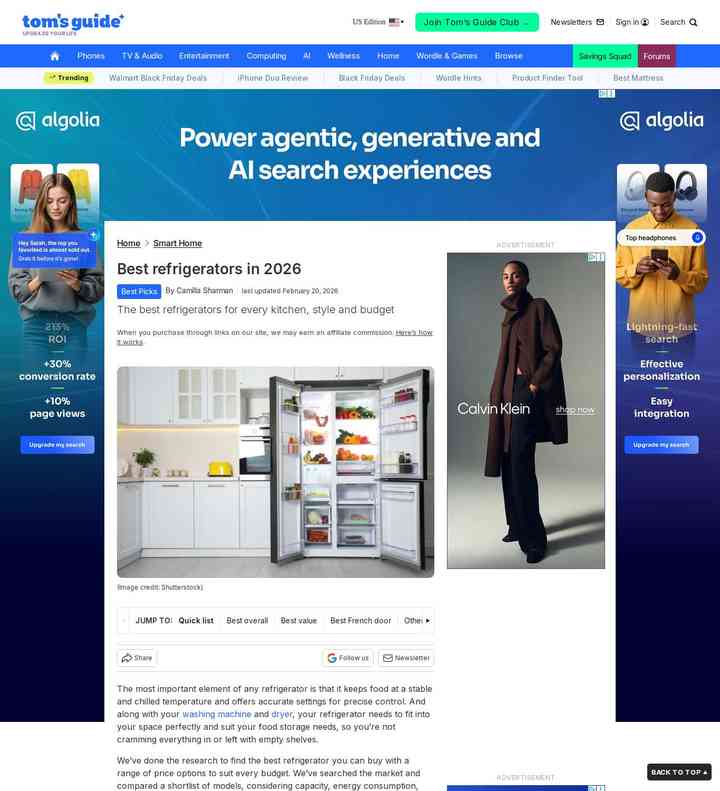 tom's guide
UPGRADE YOUR LIFE
US Edition
Join Tom's Guide Club →
Newsletters
Sign in
Search
Phones
TV & Audio
Entertainment
Computing
AI
Wellness
Home
Wordle & Games
Browse
Savings Squad
Forums
Trending
Walmart Black Friday Deals
iPhone Duo Review
Black Friday Deals
Wordle Hints
Product Finder Tool
Best Mattress
algolia
Power agentic, generative and
AI search experiences
algolia
Hey Sarah, the top you
favorited is almost sold out.
Grab it before it's gone!
213%
ROI
+30%
conversion rate
+10%
page views
Upgrade my search
Top headphones
Lightning-fast
search
Effective
personalization
Easy
integration
Upgrade my search
Home > Smart Home
Best refrigerators in 2026
Best Picks
By Camilla Sharman
last updated February 20, 2026
The best refrigerators for every kitchen, style and budget
When you purchase through links on our site, we may earn an affiliate commission. Here's how
it works.
(Image credit: Shutterstock)
JUMP TO:
Quick list
Best overall
Best value
Best French door
Other
Share
Follow us
Newsletter
The most important element of any refrigerator is that it keeps food at a stable
and chilled temperature and offers accurate settings for precise control. And
along with your washing machine and dryer, your refrigerator needs to fit into
your space perfectly and suit your food storage needs, so you're not
cramming everything in or left with empty shelves.
We've done the research to find the best refrigerator you can buy with a
range of price options to suit every budget. We've searched the market and
compared a shortlist of models, considering capacity, energy consumption,
ADVERTISEMENT
Calvin Klein
shop now
ADVERTISEMENT
BACK TO TOP